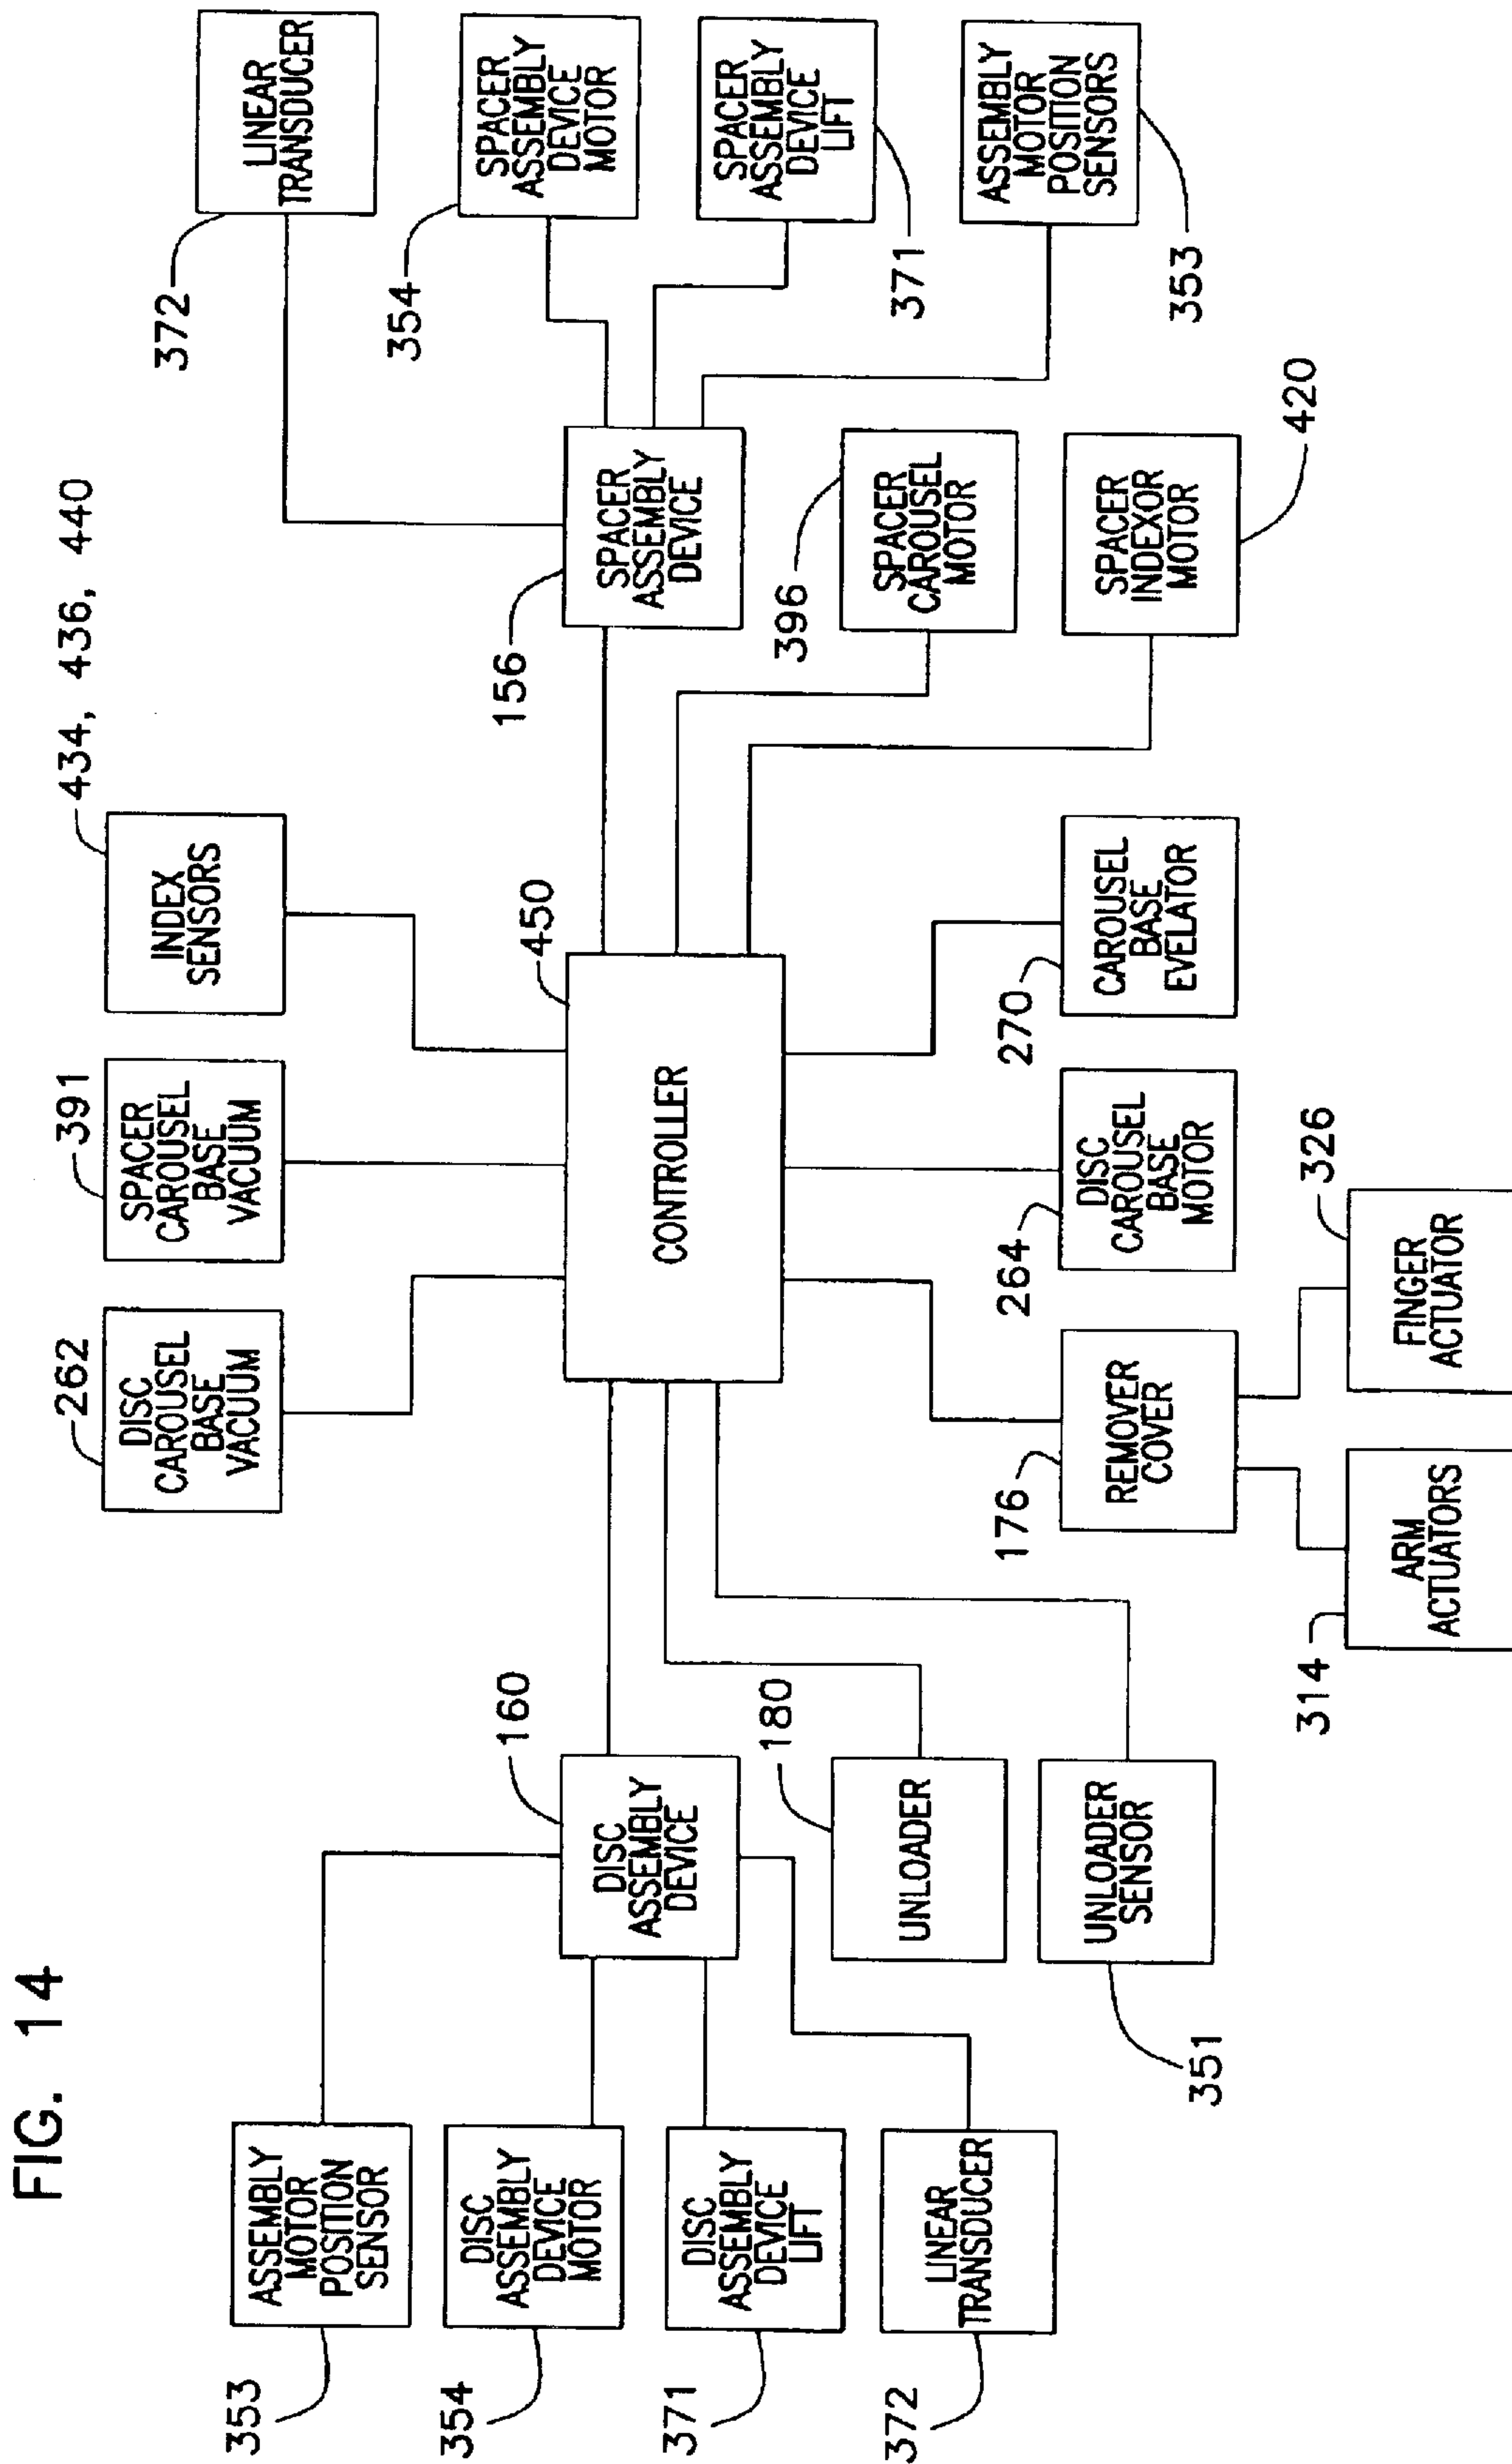 FIG. 14
262
DISC
CAROUSEL
BASE
VACUUM
391
SPACER
CAROUSEL
BASE
VACUUM
434, 436, 440
INDEX
SENSORS
372
LINEAR
TRANSDUCER
353
ASSEMBLY
MOTOR
POSITION
SENSOR
354
DISC
ASSEMBLY
DEVICE
MOTOR
371
DISC
ASSEMBLY
DEVICE
LIFT
372
LINEAR
TRANSDUCER
160
DISC
ASSEMBLY
DEVICE
180
UNLOADER
351
UNLOADER
SENSOR
450
CONTROLLER
156
SPACER
ASSEMBLY
DEVICE
396
SPACER
CAROUSEL
MOTOR
420
SPACER
INDEXOR
MOTOR
354
SPACER
ASSEMBLY
DEVICE
MOTOR
371
SPACER
ASSEMBLY
DEVICE
LIFT
353
ASSEMBLY
MOTOR
POSITION
SENSORS
176
REMOVER
COVER
264
DISC
CAROUSEL
BASE
MOTOR
270
CAROUSEL
BASE
EVELATOR
314
ARM
ACTUATORS
326
FINGER
ACTUATOR